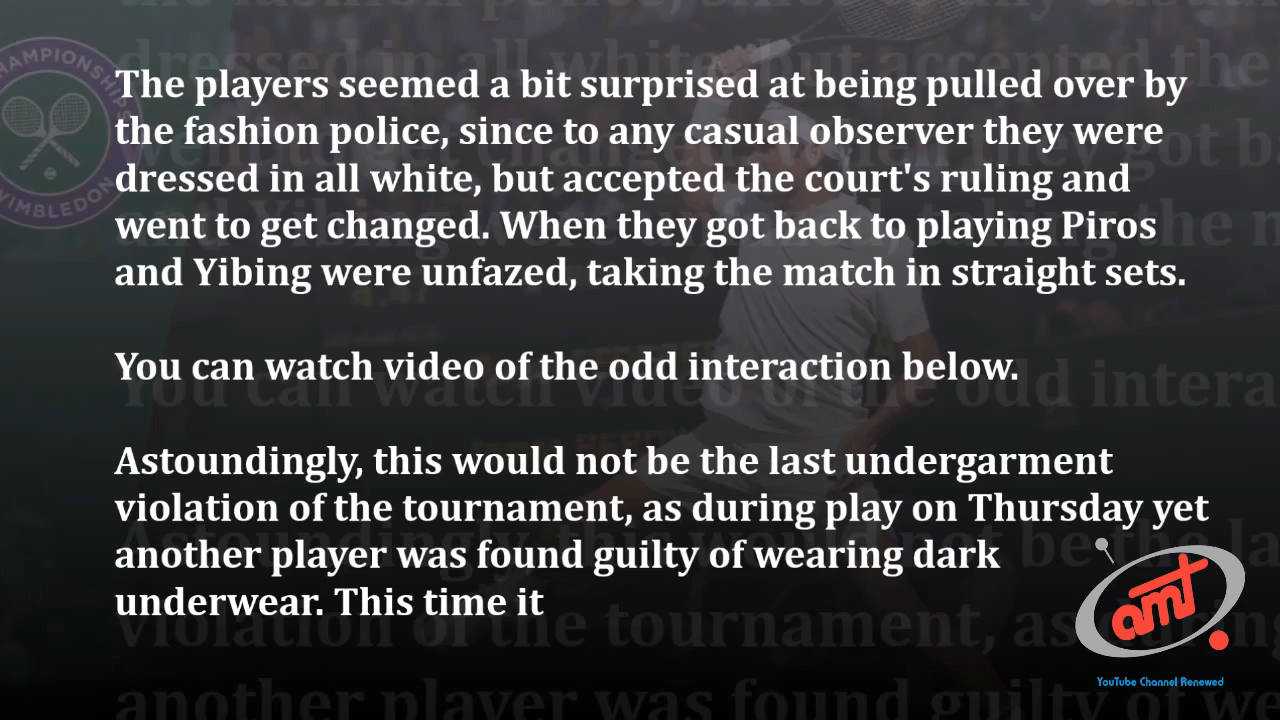 The players seemed a bit surprised at being pulled over by
the fashion police, since to any casual observer they were
dressed in all white, but accepted the court's ruling and
went to get changed. When they got back to playing Piros
and Yibing were unfazed, taking the match in straight sets.
You can watch video of the odd interaction below.
Astoundingly, this would not be the last undergarment
violation of the tournament, as during play on Thursday yet
another player was found guilty of wearing dark
underwear. This time it
amt
YouTube Channel Renewed